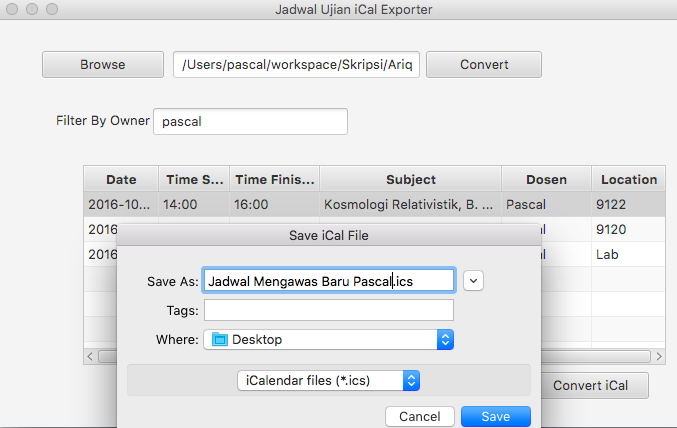 Jadwal Ujian iCal Exporter
Browse /Users/pascal/workspace/Skripsi/Ariq Convert
Filter By Owner pascal
Date Time S... Time Finis... Subject Dosen Location
2016-10... 14:00 16:00 Kosmologi Relativistik, B. ... Pascal 9122
2016 al 9120
2016 al Lab
Save iCal File
Save As: Jadwal Mengawas Baru Pascal.ics
Tags:
Where: Desktop
iCalendar files (*.ics)
Convert iCal
Cancel Save